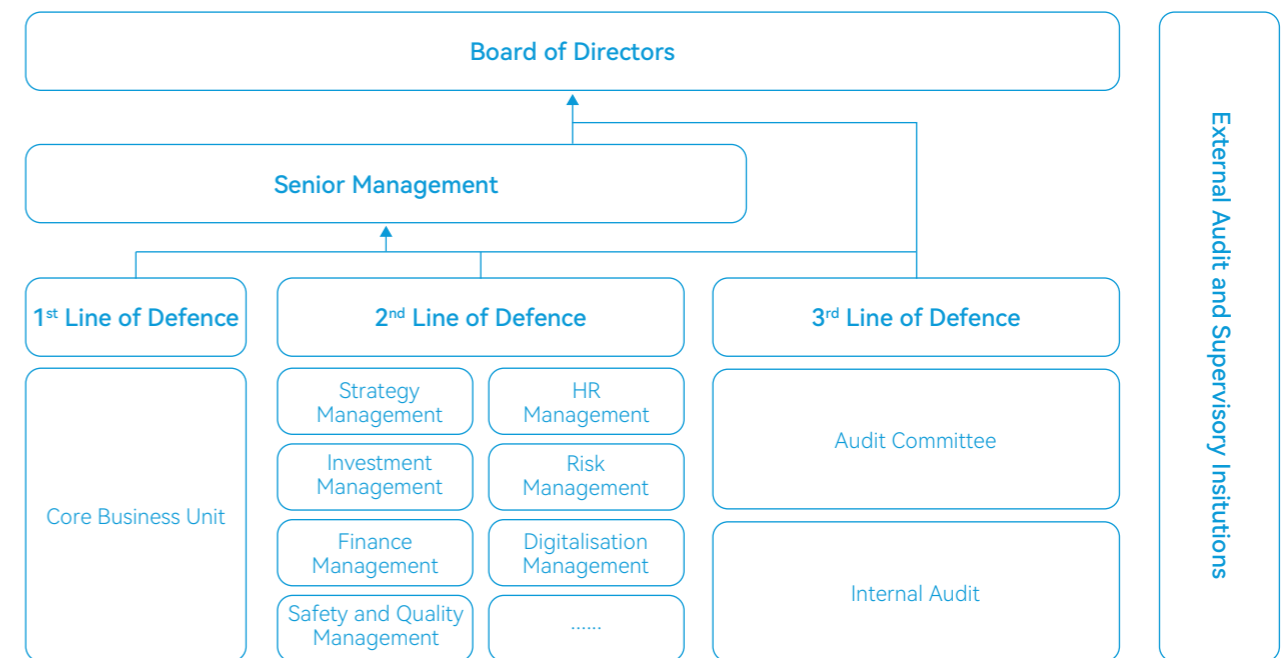 Board of Directors
Senior Management
1st Line of Defence
2nd Line of Defence
3rd Line of Defence
Core Business Unit
Strategy
Management
HR
Management
Investment
Management
Risk
Management
Finance
Management
Digitalisation
Management
Safety and Quality
Management
......
Audit Committee
Internal Audit
External Audit and Supervisory Insitutions